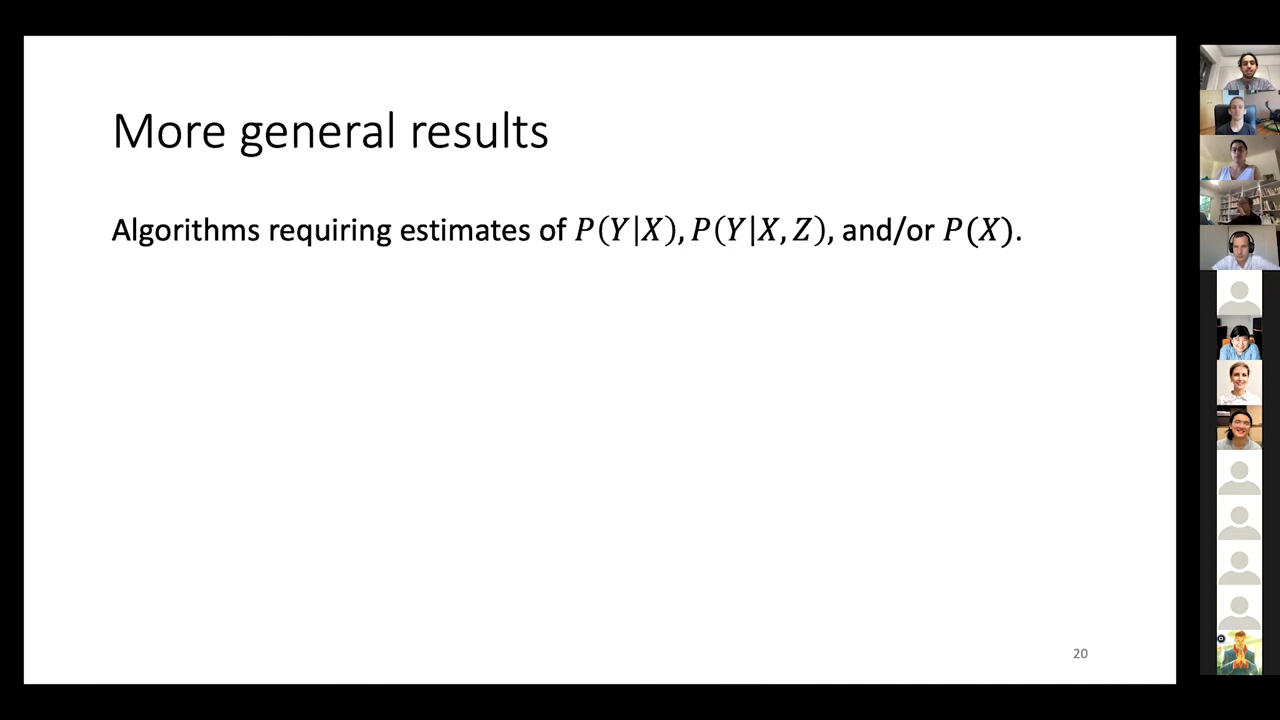 More general results
Algorithms requiring estimates of P(Y|X), P(Y|X, Z), and/or P(X).
20